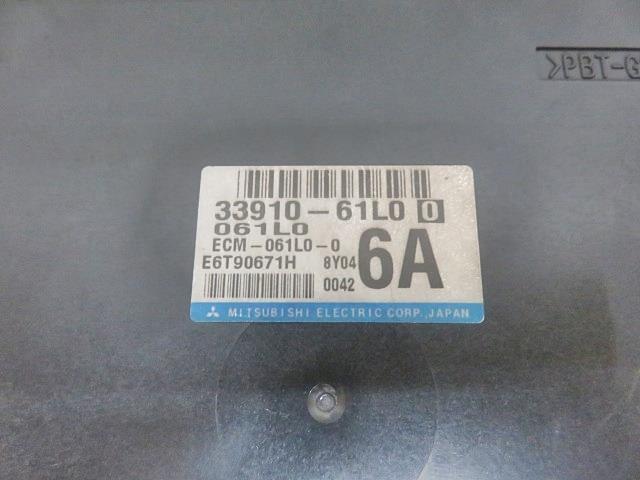 >PBT-G
33910-61L0 0
061L0
ECM-061L0-0
E6T90671H 8Y04 6A
0042
MITSUBISHI ELECTRIC CORP., JAPAN